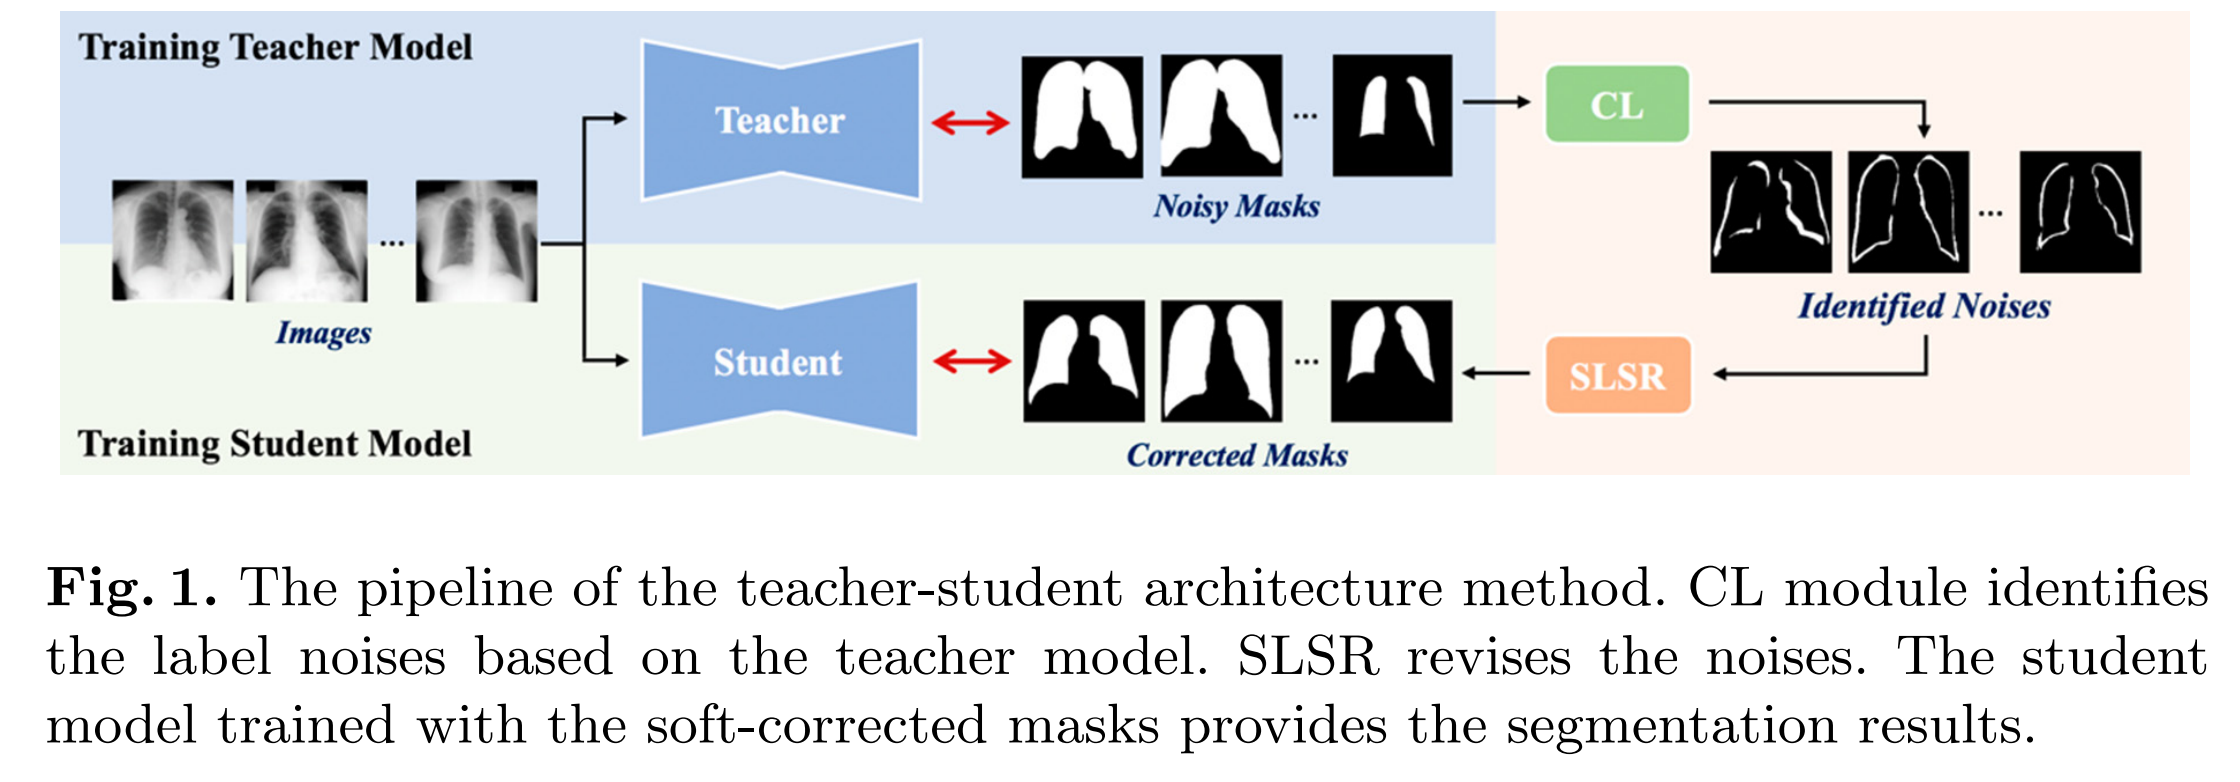 Training Teacher Model
Teacher
...
Noisy Masks
CL
Images
...
...
Identified Noises
Student
...
Corrected Masks
SLSR
Training Student Model
Fig. 1. The pipeline of the teacher-student architecture method. CL module identifies
the label noises based on the teacher model. SLSR revises the noises. The student
model trained with the soft-corrected masks provides the segmentation results.